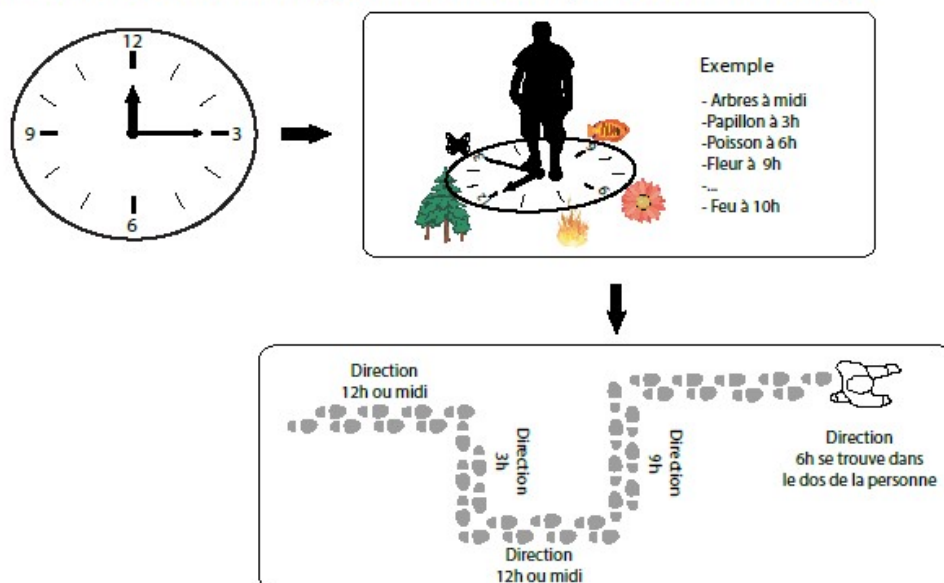 12
9
3
6
Exemple
- Arbres à midi
-Papillon à 3h
-Poisson à 6h
-Fleur à 9h
-...
- Feu à 10h
Direction
12h ou midi
Direction
3h
Direction
9h
Direction
12h ou midi
Direction
6h se trouve dans
le dos de la personne